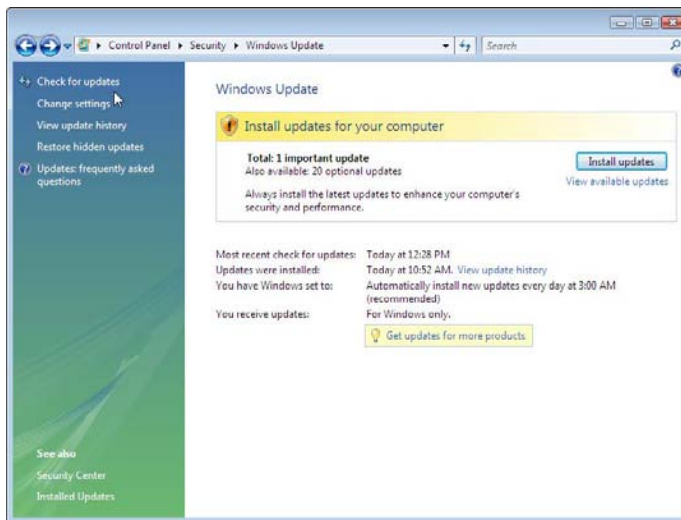 Control Panel ▸ Security ▸ Windows Update
Search
Check for updates
Change settings
View update history
Restore hidden updates
Updates: frequently asked
questions
See also
Security Center
Installed Updates
Windows Update
Install updates for your computer
Total: 1 important update
Also available: 20 optional updates
Install updates
View available updates
Always install the latest updates to enhance your computer's
security and performance.
Most recent check for updates: Today at 12:28 PM
Updates were installed: Today at 10:52 AM. View update history
You have Windows set to: Automatically install new updates every day at 3:00 AM
(recommended)
You receive updates: For Windows only.
Get updates for more products